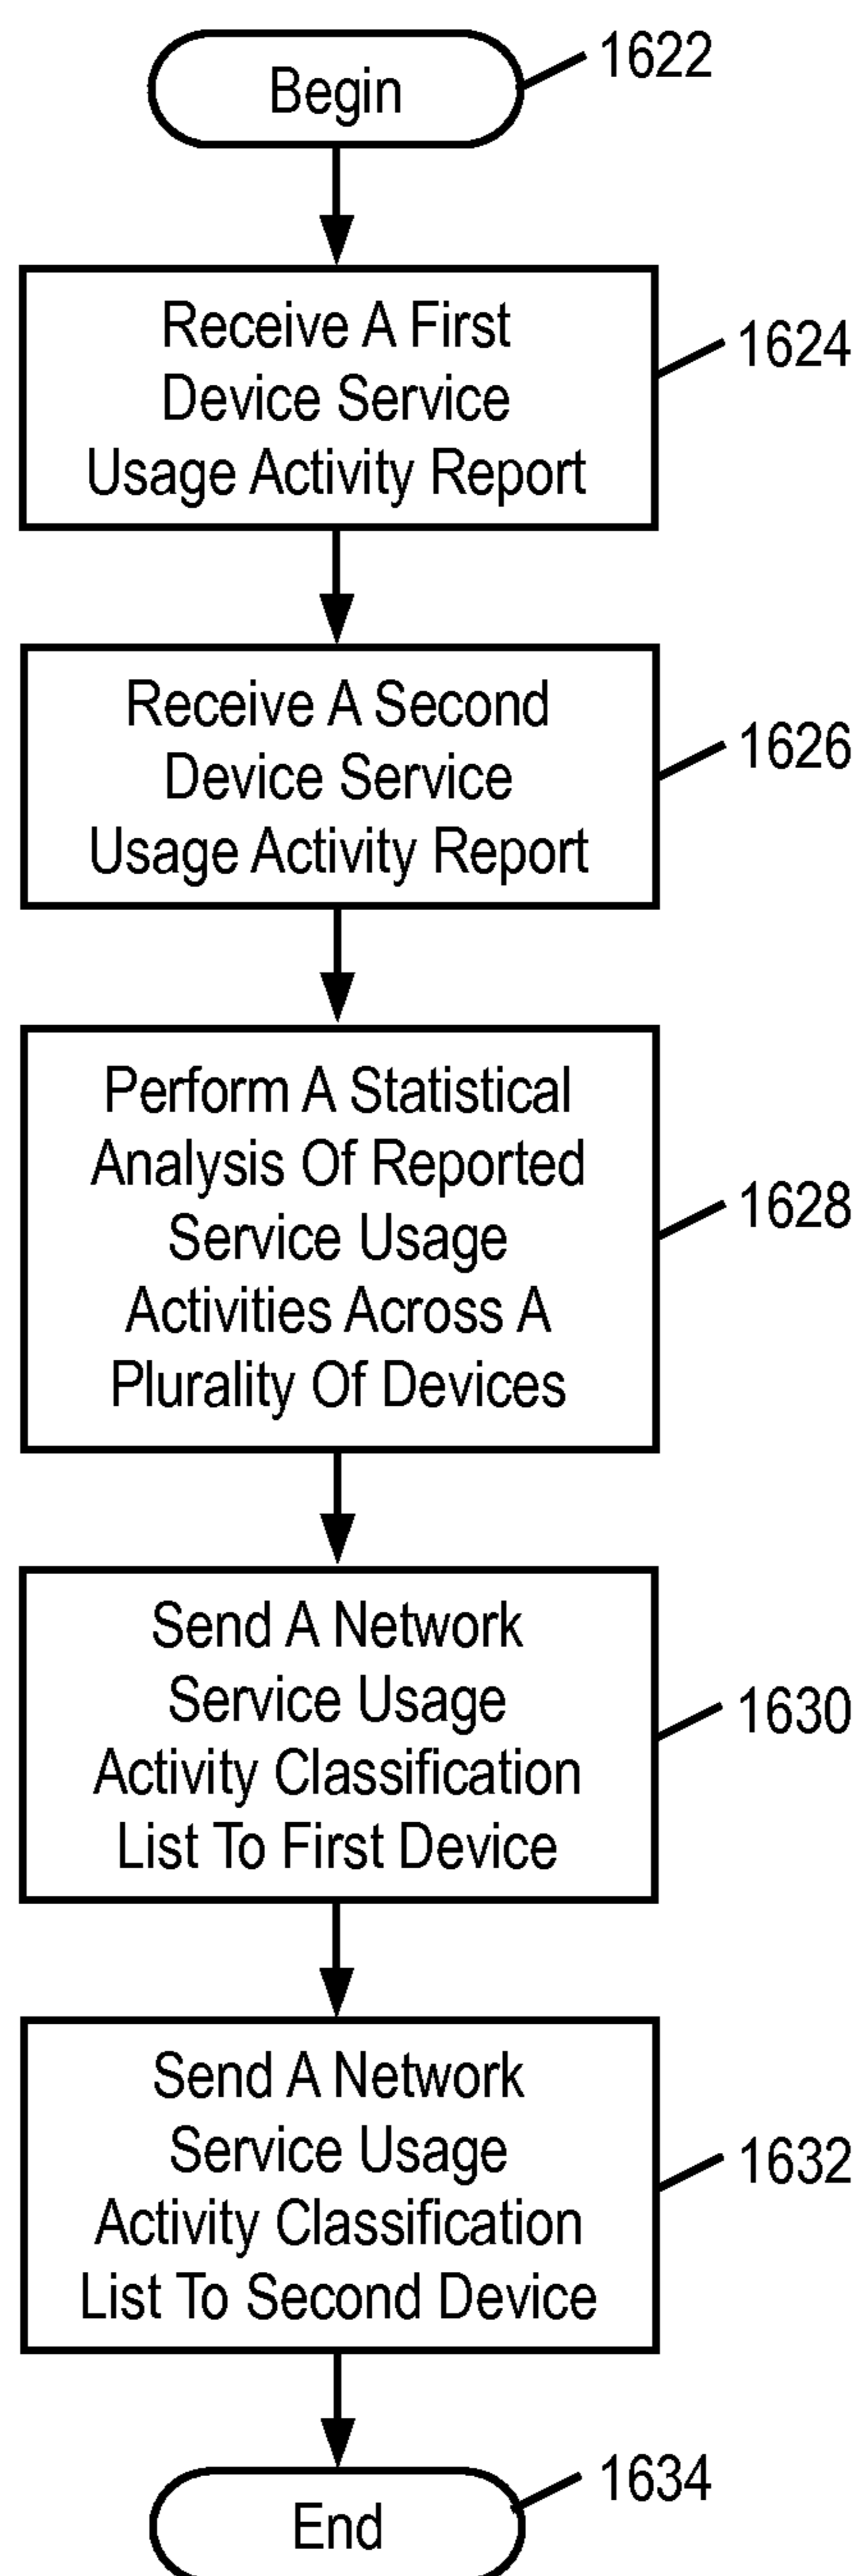 Begin
1622
Receive A First
Device Service
Usage Activity Report
1624
Receive A Second
Device Service
Usage Activity Report
1626
Perform A Statistical
Analysis Of Reported
Service Usage
Activities Across A
Plurality Of Devices
1628
Send A Network
Service Usage
Activity Classification
List To First Device
1630
Send A Network
Service Usage
Activity Classification
List To Second Device
1632
End
1634